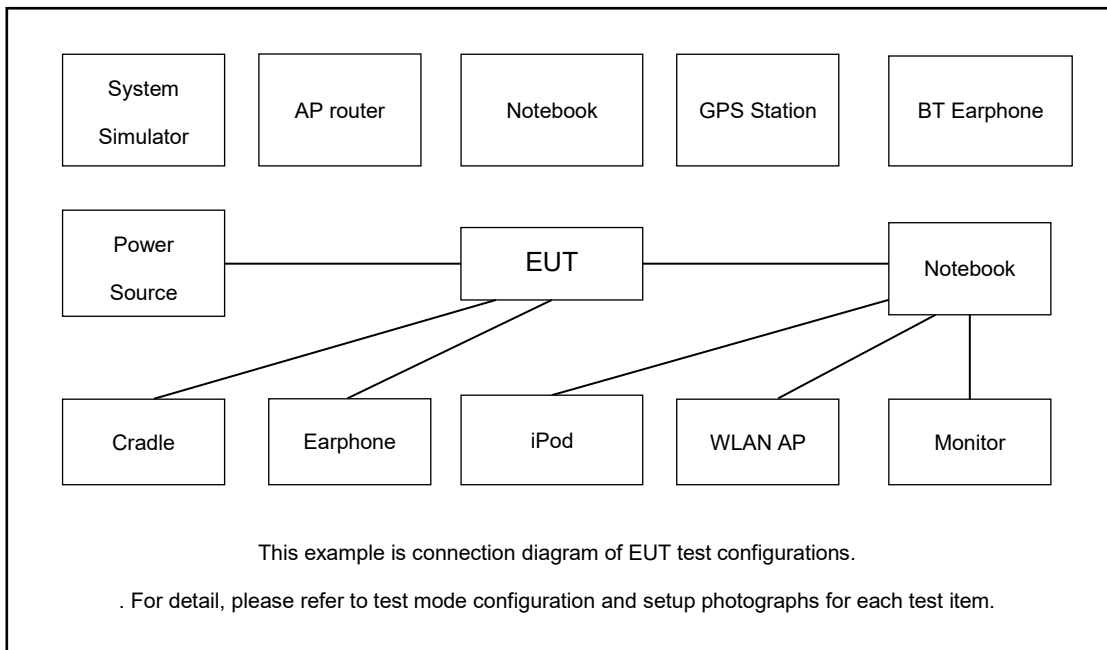 System
Simulator
AP router
Notebook
GPS Station
BT Earphone
Power
Source
EUT
Notebook
Cradle
Earphone
iPod
WLAN AP
Monitor
This example is connection diagram of EUT test configurations.
. For detail, please refer to test mode configuration and setup photographs for each test item.